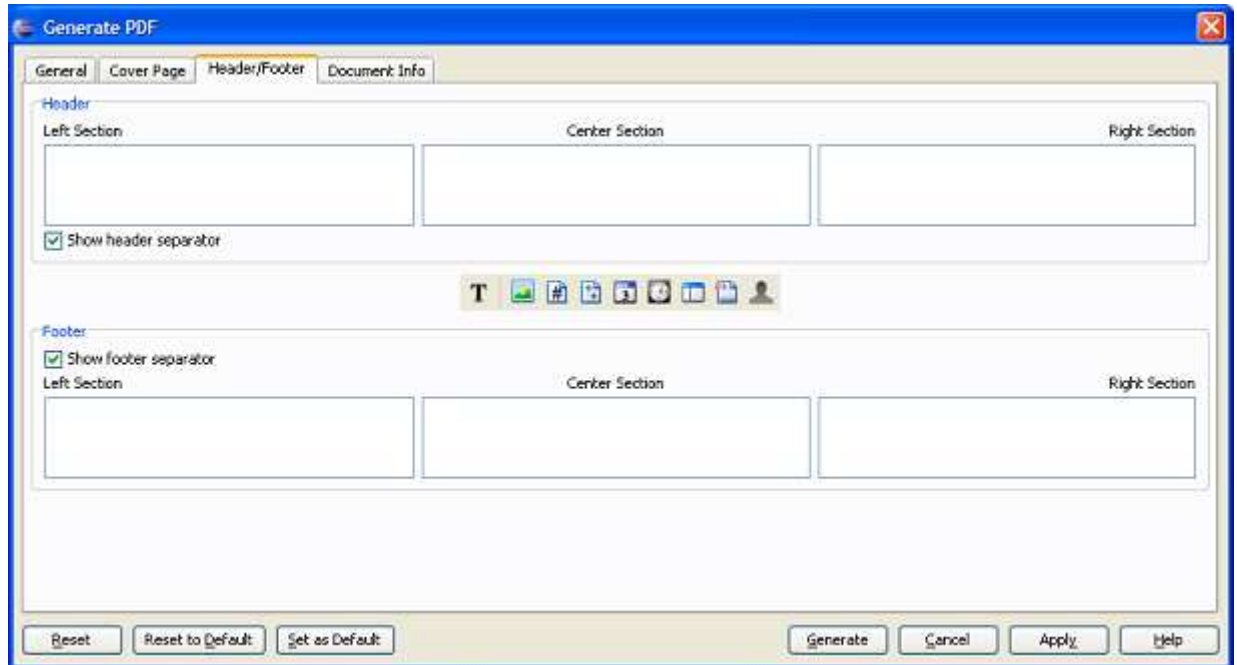 Generate PDF
General Cover Page Header/Footer Document Info
Header
Left Section Center Section Right Section
Show header separator
T # 3
Footer
Show footer separator
Left Section Center Section Right Section
Reset Reset to Default Set as Default Generate Cancel Apply Help